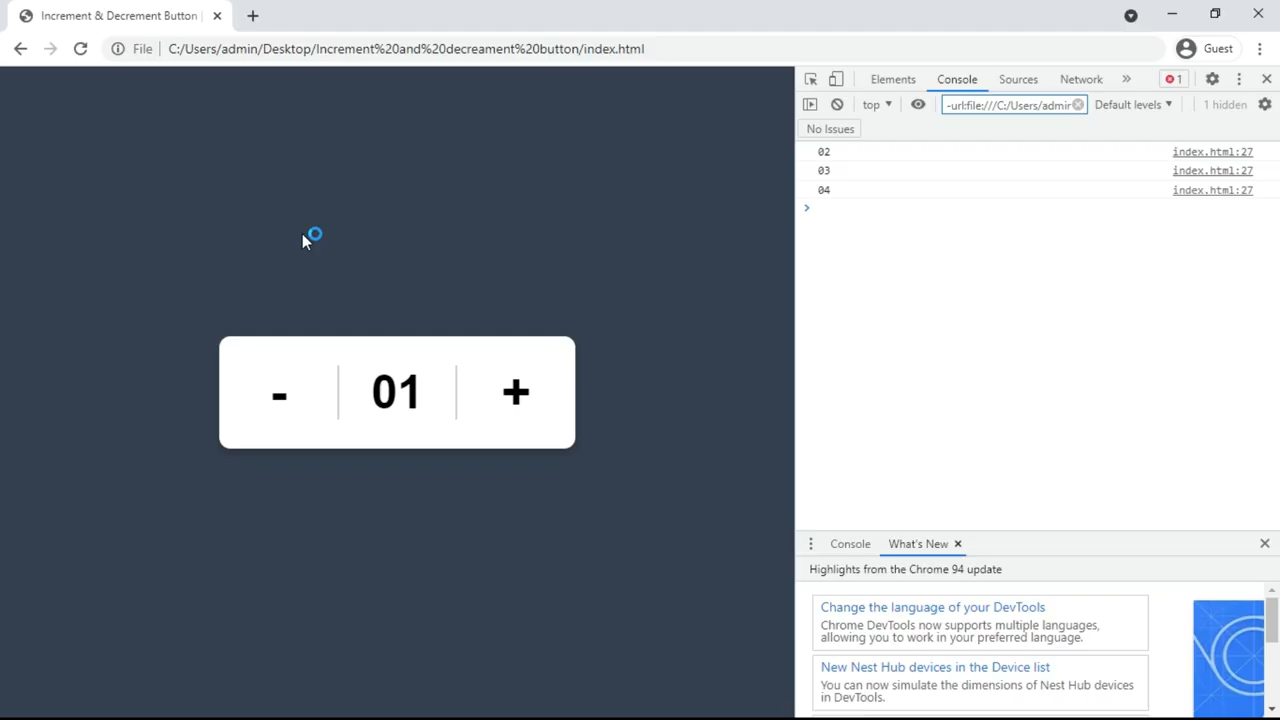 Increment & Decrement Button
File C:/Users/admin/Desktop/Increment%20and%20decreament%20button/index.html Guest
Elements Console Sources Network » 1
top ▼ -url:file:///C:/Users/admir Default levels ▼ 1 hidden
No Issues
02 index.html:27
03 index.html:27
04 index.html:27
>
- 01 +
Console What's New
Highlights from the Chrome 94 update
Change the language of your DevTools
Chrome DevTools now supports multiple languages,
allowing you to work in your preferred language.
New Nest Hub devices in the Device list
You can now simulate the dimensions of Nest Hub devices
in DevTools.